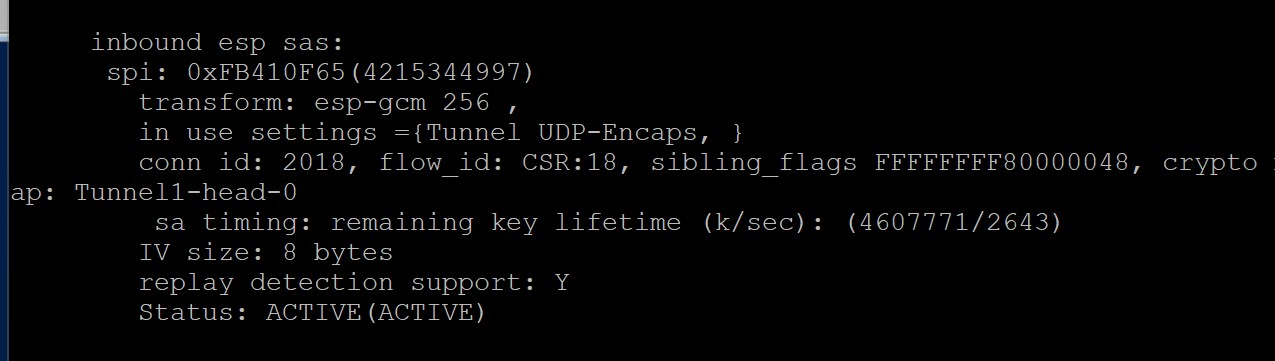 inbound esp sas:
spi: 0xFB410F65(4215344997)
transform: esp-gcm 256 ,
in use settings ={Tunnel UDP-Encaps, }
conn id: 2018, flow_id: CSR:18, sibling_flags FFFFFFFF80000048, crypto
ap: Tunnel1-head-0
sa timing: remaining key lifetime (k/sec): (4607771/2643)
IV size: 8 bytes
replay detection support: Y
Status: ACTIVE(ACTIVE)